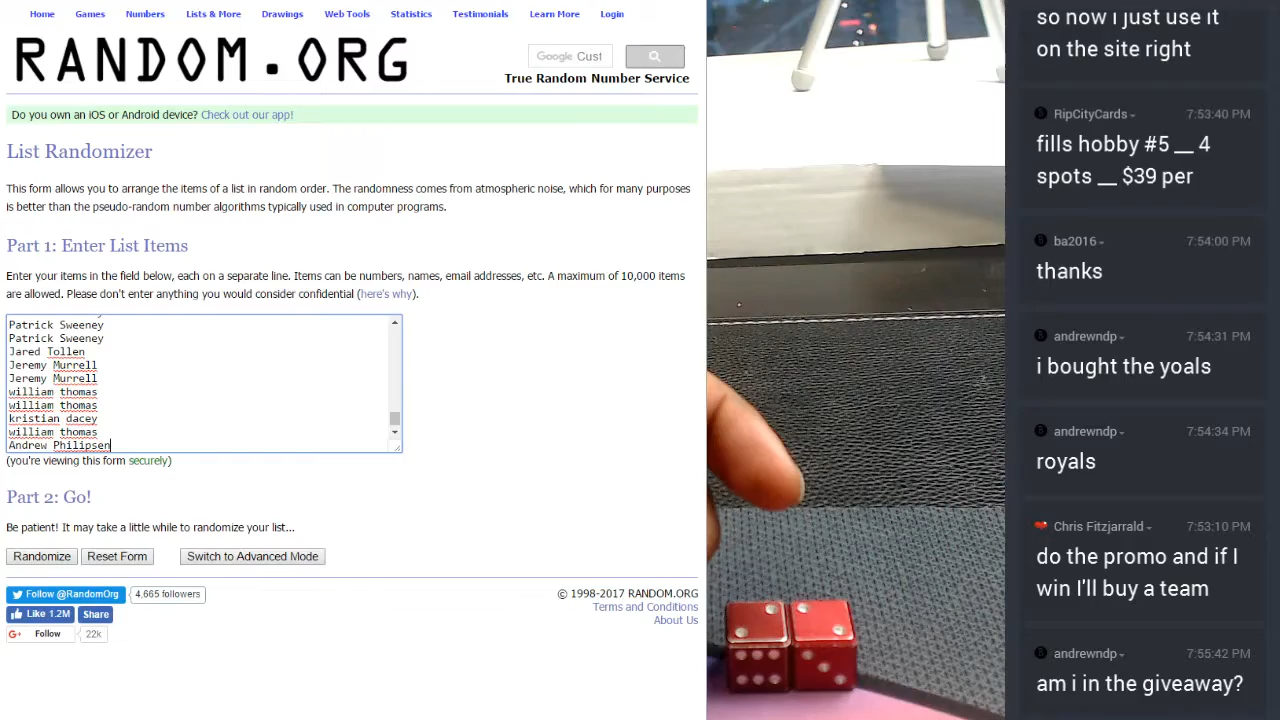 Home Games Numbers Lists & More Drawings Web Tools Statistics Testimonials Learn More Login
RANDOM.ORG
Google Cust
True Random Number Service
Do you own an iOS or Android device? Check out our app!
List Randomizer
This form allows you to arrange the items of a list in random order. The randomness comes from atmospheric noise, which for many purposes
is better than the pseudo-random number algorithms typically used in computer programs.
Part 1: Enter List Items
Enter your items in the field below, each on a separate line. Items can be numbers, names, email addresses, etc. A maximum of 10,000 items
are allowed. Please don't enter anything you would consider confidential (here's why).
Patrick Sweeney
Patrick Sweeney
Jared Tollen
Jeremy Murrell
Jeremy Murrell
william thomas
william thomas
kristian dacey
william thomas
Andrew Philipsen
(you're viewing this form securely)
Part 2: Go!
Be patient! It may take a little while to randomize your list...
Randomize Reset Form Switch to Advanced Mode
Follow @RandomOrg 4,665 followers
Like 1.2M Share
Follow 22k
© 1998-2017 RANDOM.ORG
Terms and Conditions
About Us
so now i just use it
on the site right
RipCityCards 7:53:40 PM
fills hobby #5 __ 4
spots __ $39 per
ba2016 7:54:00 PM
thanks
andrewndp 7:54:31 PM
i bought the yoals
andrewndp 7:54:34 PM
royals
Chris Fitzjarrald 7:53:10 PM
do the promo and if I
win I'll buy a team
andrewndp 7:55:42 PM
am i in the giveaway?